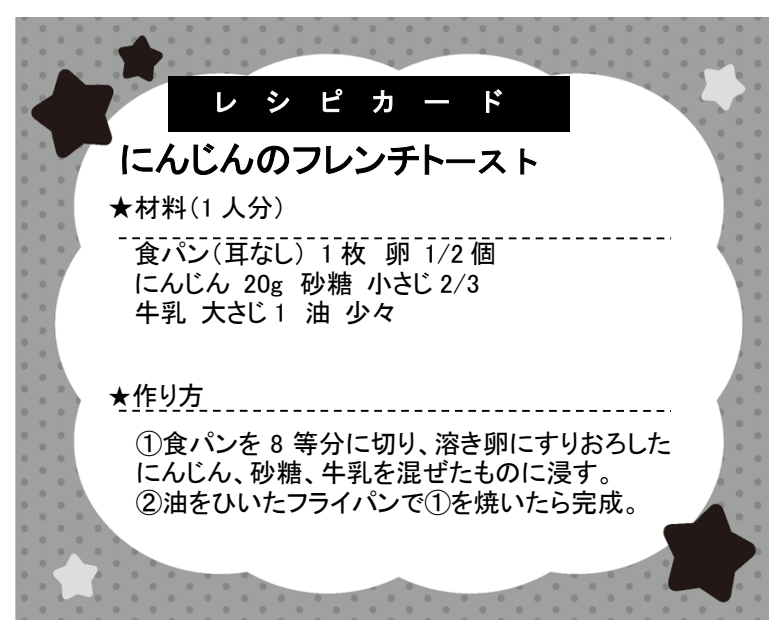 レシピカード
にんじんのフレンチトースト
★材料(1人分)
食パン(耳なし) 1枚 卵 1/2個
にんじん 20g 砂糖 小さじ2/3
牛乳 大さじ1 油 少々
★作り方
①食パンを8等分に切り、溶き卵にすりおろした
にんじん、砂糖、牛乳を混ぜたものに浸す。
②油をひいたフライパンで①を焼いたら完成。